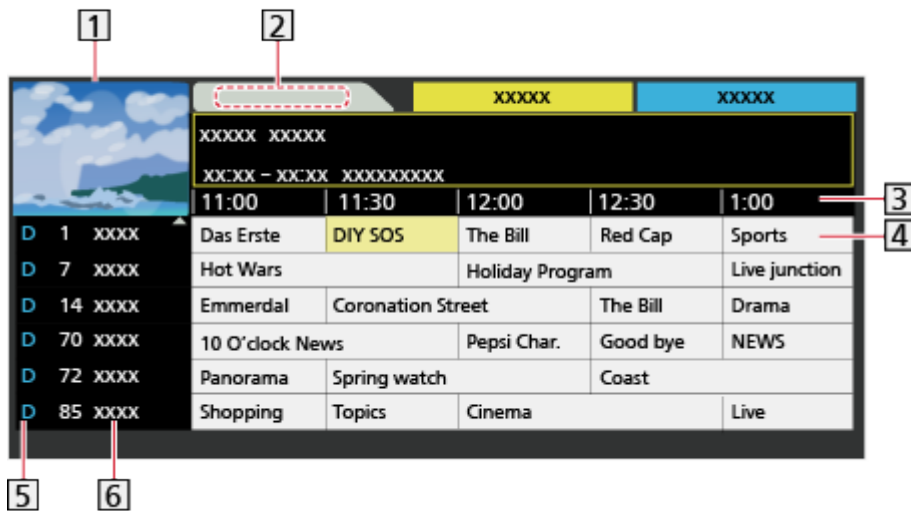 1 2
xxxxx xxxxx
xxxxx xxxxx
xx:xx – xx:xx xxxxxxxxx
11:00 11:30 12:00 12:30 1:00 3
D 1 xxxx Das Erste DIY SOS The Bill Red Cap Sports 4
D 7 xxxx Hot Wars Holiday Program Live junction
D 14 xxxx Emmerdal Coronation Street The Bill Drama
D 70 xxxx 10 O'clock News Pepsi Char. Good bye NEWS
D 72 xxxx Panorama Spring watch Coast
D 85 xxxx Shopping Topics Cinema Live
5 6